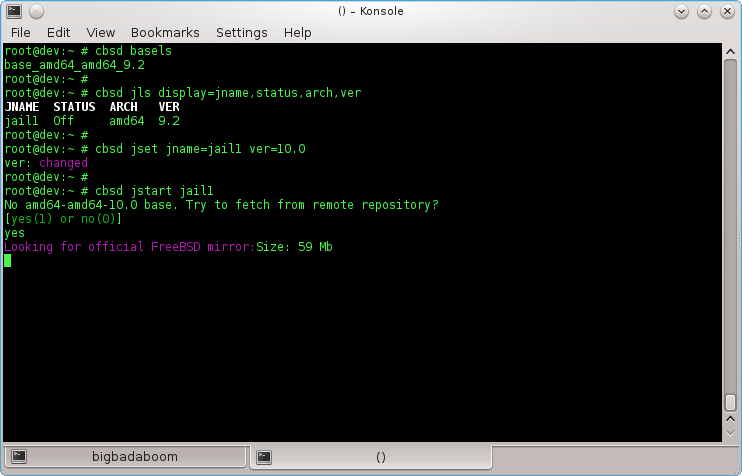 () – Konsole
File Edit View Bookmarks Settings Help
root@dev:~ # cbsd basels
base_amd64_amd64_9.2
root@dev:~ #
root@dev:~ # cbsd jls display=jname,status,arch,ver
JNAME STATUS ARCH VER
jail1 Off amd64 9.2
root@dev:~ #
root@dev:~ # cbsd jset jname=jail1 ver=10.0
ver: changed
root@dev:~ #
root@dev:~ # cbsd jstart jail1
No amd64-amd64-10.0 base. Try to fetch from remote repository?
[yes(1) or no(0)]
yes
Looking for official FreeBSD mirror:Size: 59 Mb
bigbadaboom ()